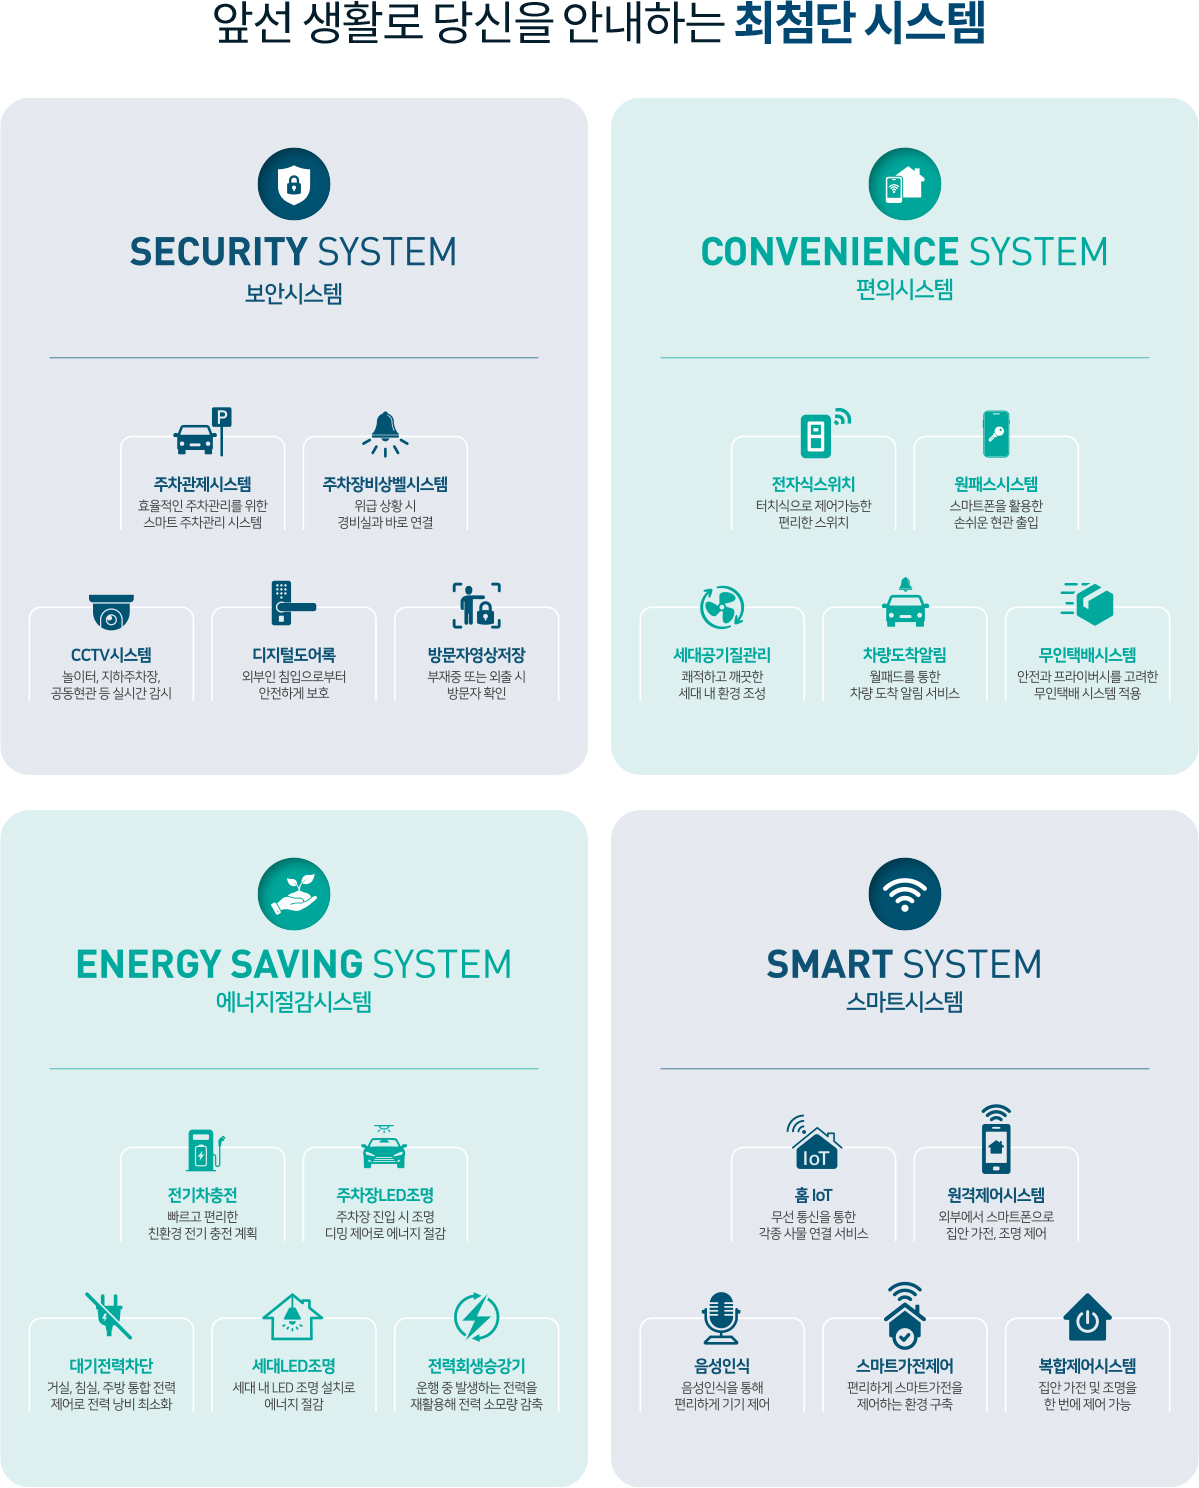 앞선 생활로 당신을 안내하는 최첨단 시스템
SECURITY SYSTEM
보안시스템
P
주차관제시스템
효율적인 주차관리를 위한
스마트 주차관리 시스템
주차장비상벨시스템
위급 상황 시
경비실과 바로 연결
CCTV시스템
놀이터, 지하주차장,
공동현관 등 실시간 감시
디지털도어록
외부인 침입으로부터
안전하게 보호
방문자영상저장
부재중 또는 외출 시
방문자 확인
CONVENIENCE SYSTEM
편의시스템
전자식스위치
터치식으로 제어가능한
편리한 스위치
원패스시스템
스마트폰을 활용한
손쉬운 현관 출입
세대공기질관리
쾌적하고 깨끗한
세대 내 환경 조성
차량도착알림
월패드를 통한
차량 도착 알림 서비스
무인택배시스템
안전과 프라이버시를 고려한
무인택배 시스템 적용
ENERGY SAVING SYSTEM
에너지절감시스템
전기차충전
빠르고 편리한
친환경 전기 충전 계획
주차장LED조명
주차장 진입 시 조명
디밍 제어로 에너지 절감
대기전력차단
거실, 침실, 주방 통합 전력
제어로 전력 낭비 최소화
세대LED조명
세대 내 LED 조명 설치로
에너지 절감
전력회생승강기
운행 중 발생하는 전력을
재활용해 전력 소모량 감축
SMART SYSTEM
스마트시스템
IoT
홈 IoT
무선 통신을 통한
각종 사물 연결 서비스
원격제어시스템
외부에서 스마트폰으로
집안 가전, 조명 제어
음성인식
음성인식을 통해
편리하게 기기 제어
스마트가전제어
편리하게 스마트가전을
제어하는 환경 구축
복합제어시스템
집안 가전 및 조명을
한 번에 제어 가능